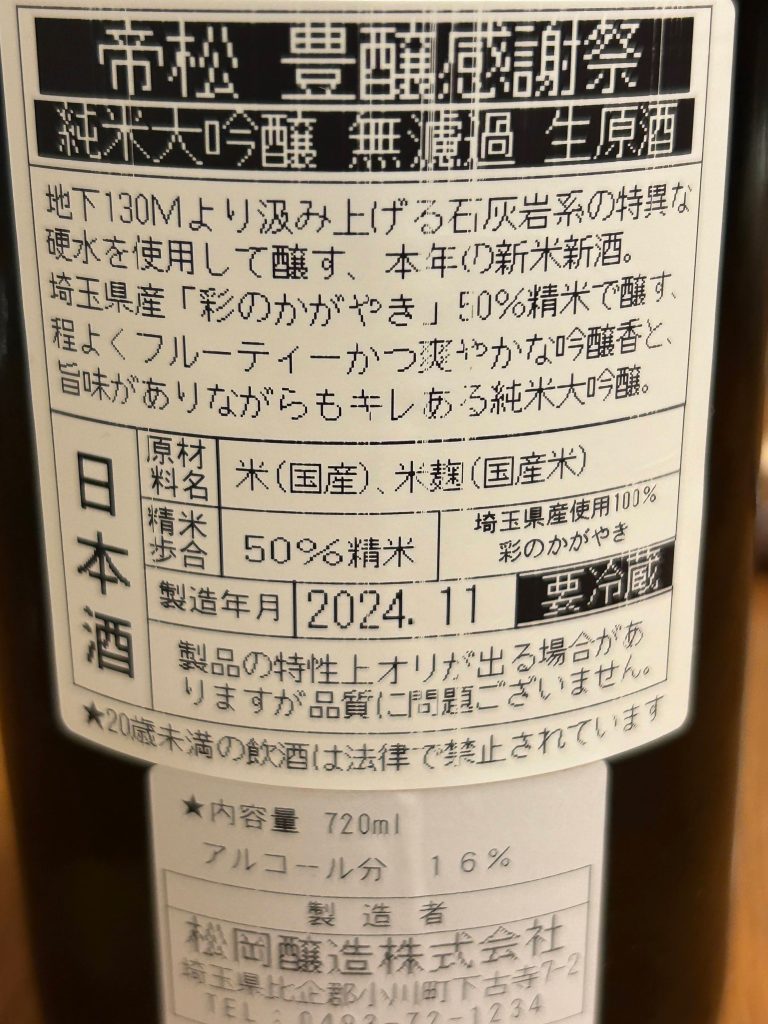 帝松 豊醸感謝祭
純米大吟醸 無濾過 生原酒
地下130Mより汲み上げる石灰岩系の特異な
硬水を使用して醸す、本年の新米新酒。
埼玉県産「彩のかがやき」50%精米で醸す、
程よくフルーティーかつ爽やかな吟醸香と、
旨味がありながらもキレある純米大吟醸。
日本酒
原材料名 米(国産)、米麹(国産米)
精米歩合 50%精米
埼玉県産使用100%
彩のかがやき
製造年月 2024.11 要冷蔵
製品の特性上オリが出る場合があ
りますが品質に問題ございません。
★20歳未満の飲酒は法律で禁止されています
★内容量 720ml
アルコール分 16%
製造者
松岡醸造株式会社
埼玉県比企郡小川町下古寺7-2
TEL:0493-72-1234